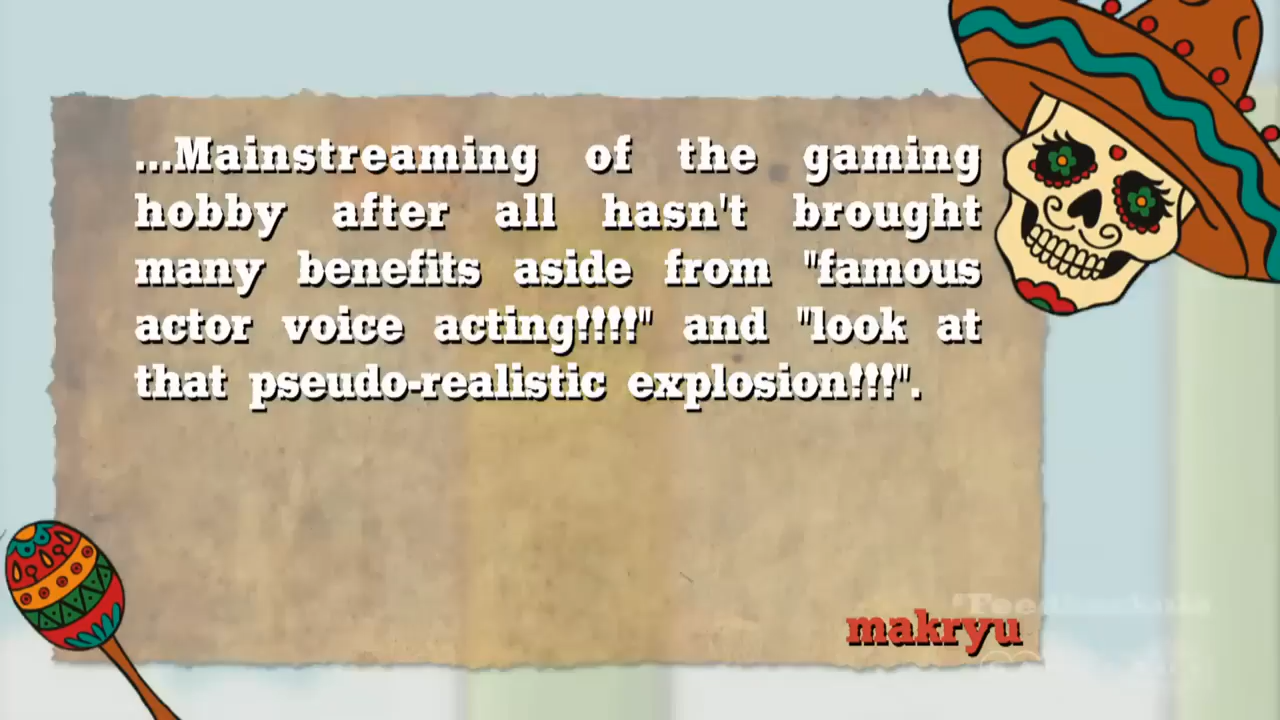 ...Mainstreaming of the gaming
hobby after all hasn't brought
many benefits aside from "famous
actor voice acting!!!!" and "look at
that pseudo-realistic explosion!!!".
makryu